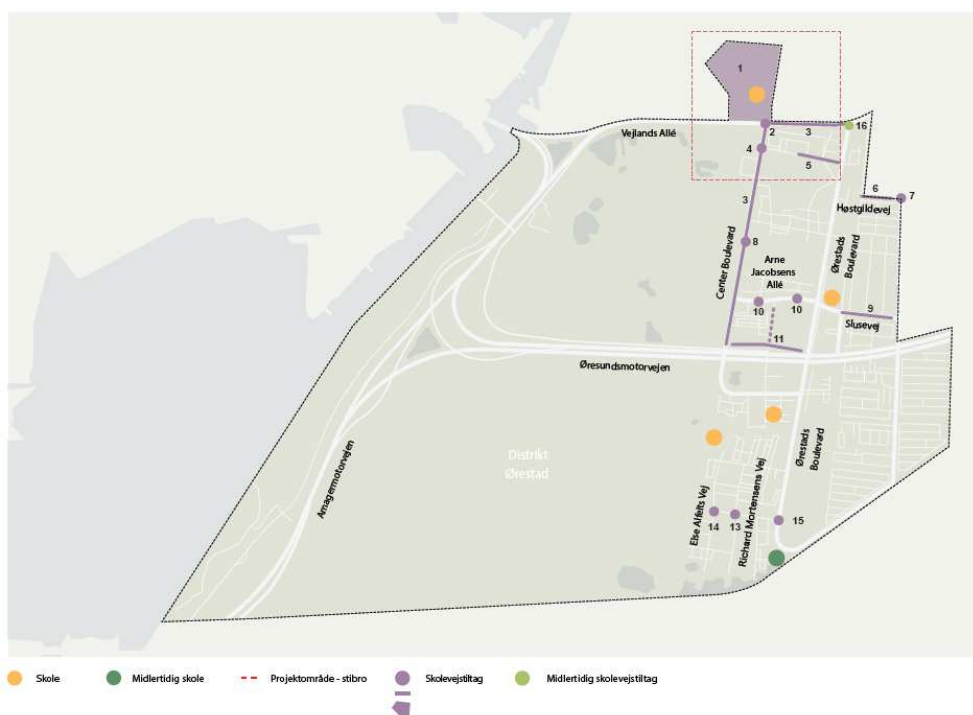 1
2
3
16
Vejlands Allé
4
5
3
6
7
Høstgildevej
8
Center Boulevard
Ørestads
Boulevard
Arne
Jacobsens
Allé
10
10
9
Slusevej
11
Øresundsmotorvejen
Amagermotorvejen
Distrikt
Ørestad
Ørestads
Boulevard
Else Alfelts Vej
Richard Mortensens Vej
14
13
15
Skole
Midlertidig skole
Projektområde - stibro
Skolevejstiltag
Midlertidig skolevejstiltag